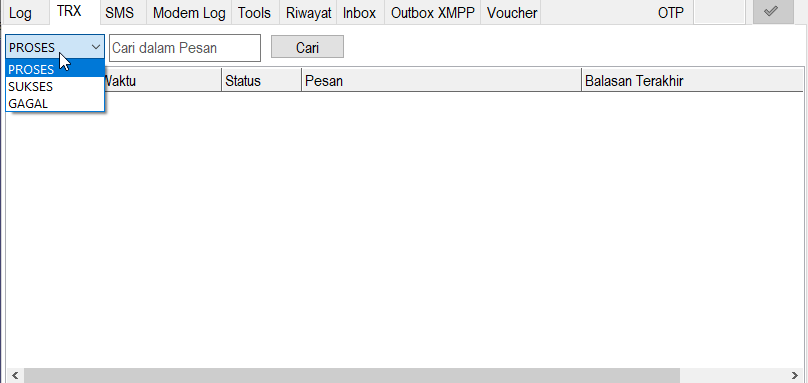 Log TRX SMS Modem Log Tools Riwayat Inbox Outbox XMPP Voucher OTP
PROSES Cari dalam Pesan Cari
PROSES
SUKSES
GAGAL
Waktu Status Pesan Balasan Terakhir